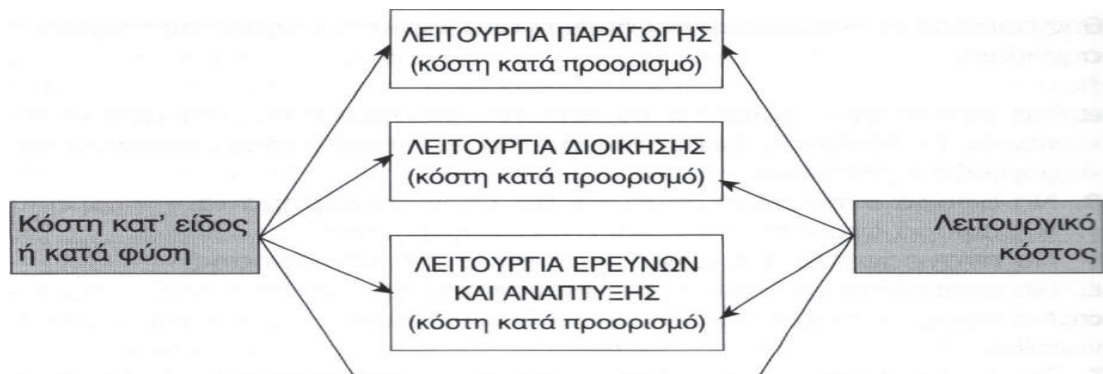 ΛΕΙΤΟΥΡΓΙΑ ΠΑΡΑΓΩΓΗΣ
(κόστη κατά προορισμό)
ΛΕΙΤΟΥΡΓΙΑ ΔΙΟΙΚΗΣΗΣ
(κόστη κατά προορισμό)
Κόστη κατ’ είδος
ή κατά φύση
ΛΕΙΤΟΥΡΓΙΑ ΕΡΕΥΝΩΝ
ΚΑΙ ΑΝΑΠΤΥΞΗΣ
(κόστη κατά προορισμό)
Λειτουργικό
κόστος